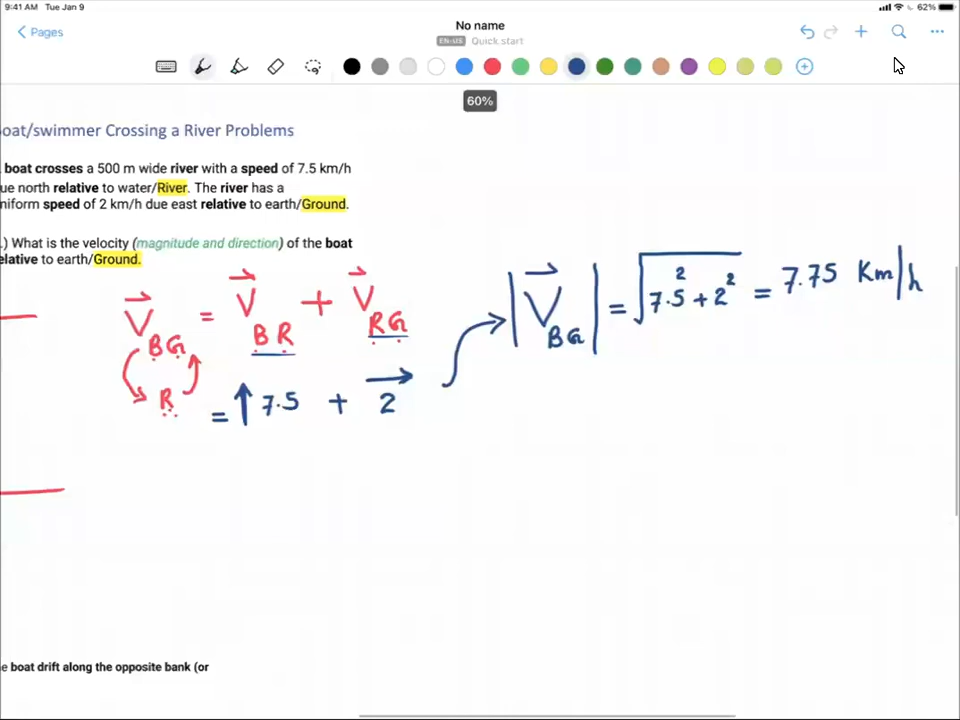 9:41 AM Tue Jan 9
62%
Pages
No name
EN-US Quick start
60%
oat/swimmer Crossing a River Problems
boat crosses a 500 m wide river with a speed of 7.5 km/h
ue north relative to water/River. The river has a
niform speed of 2 km/h due east relative to earth/Ground.
.) What is the velocity (magnitude and direction) of the boat
elative to earth/Ground.
V BG = V BR + V RG
R
= ↑ 7.5 + 2
|V BG| = √7.5² + 2² = 7.75 Km/h
e boat drift along the opposite bank (or